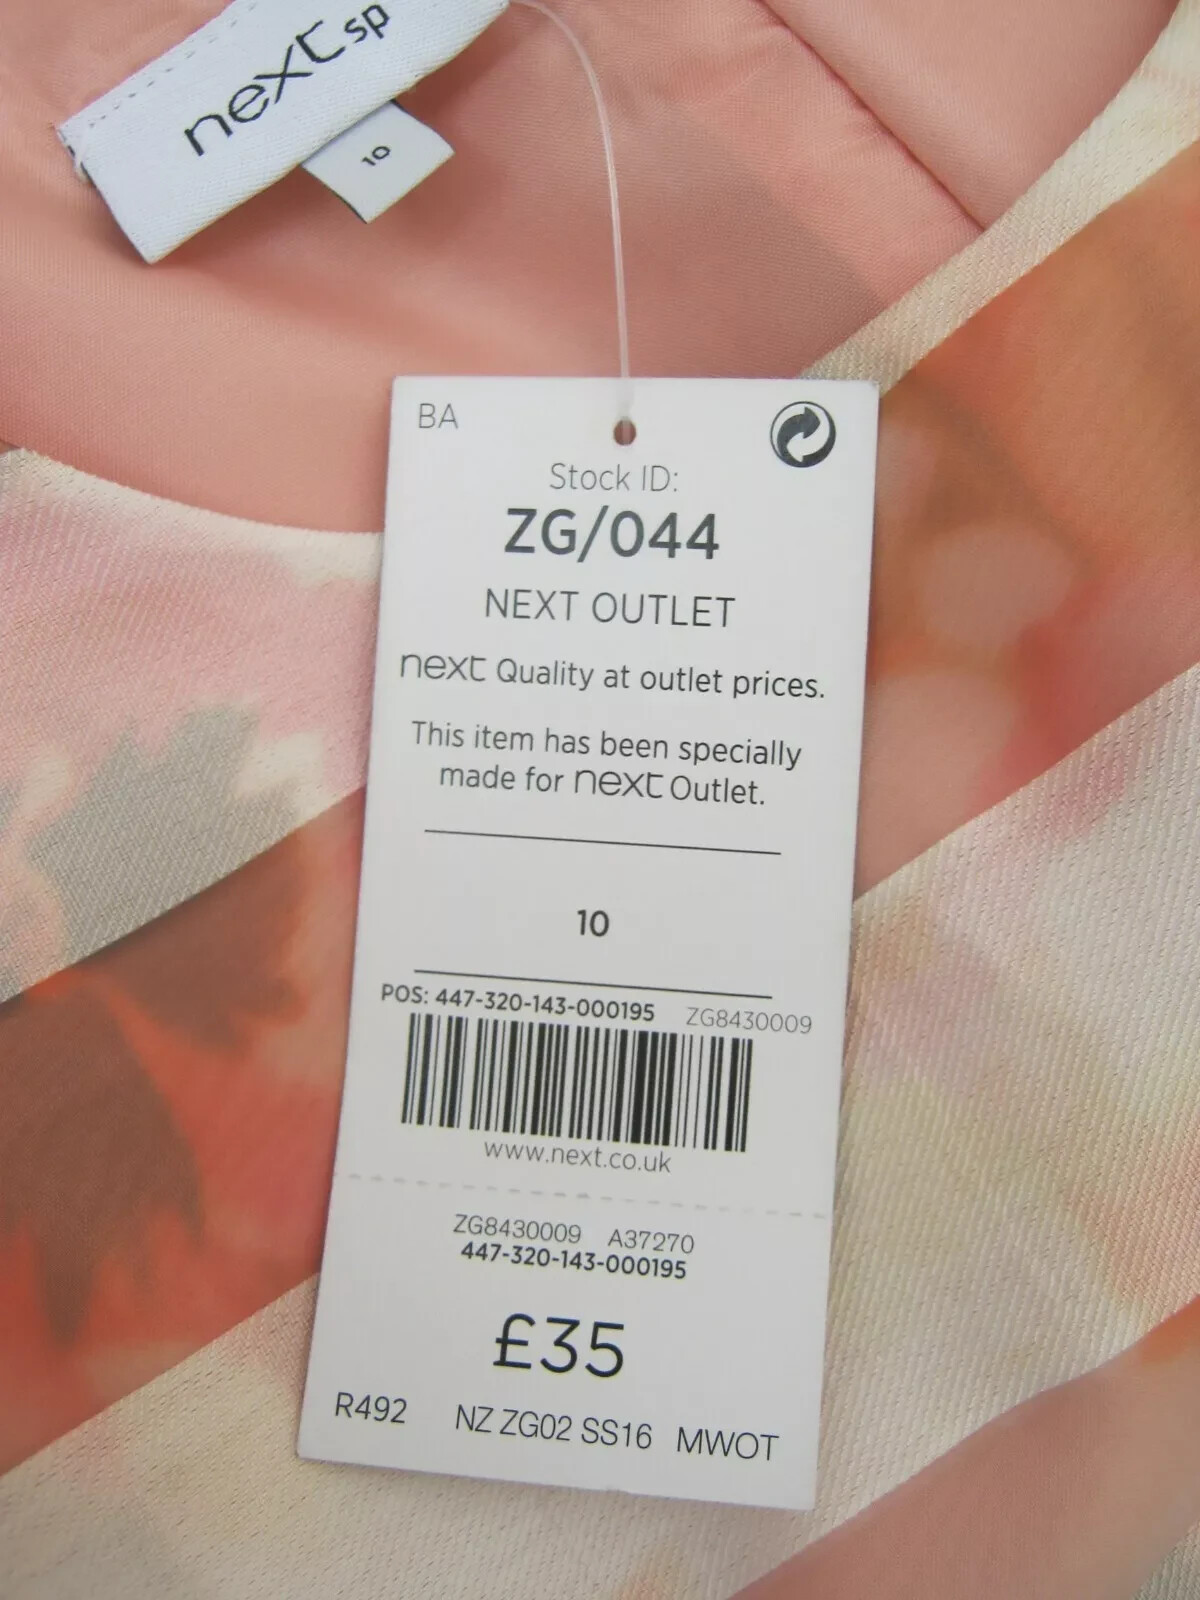 next sp
10
BA
Stock ID:
ZG/044
NEXT OUTLET
next Quality at outlet prices.
This item has been specially
made for next Outlet.
10
POS: 447-320-143-000195 ZG8430009
www.next.co.uk
ZG8430009 A37270
447-320-143-000195
£35
R492 NZ ZG02 SS16 MWOT